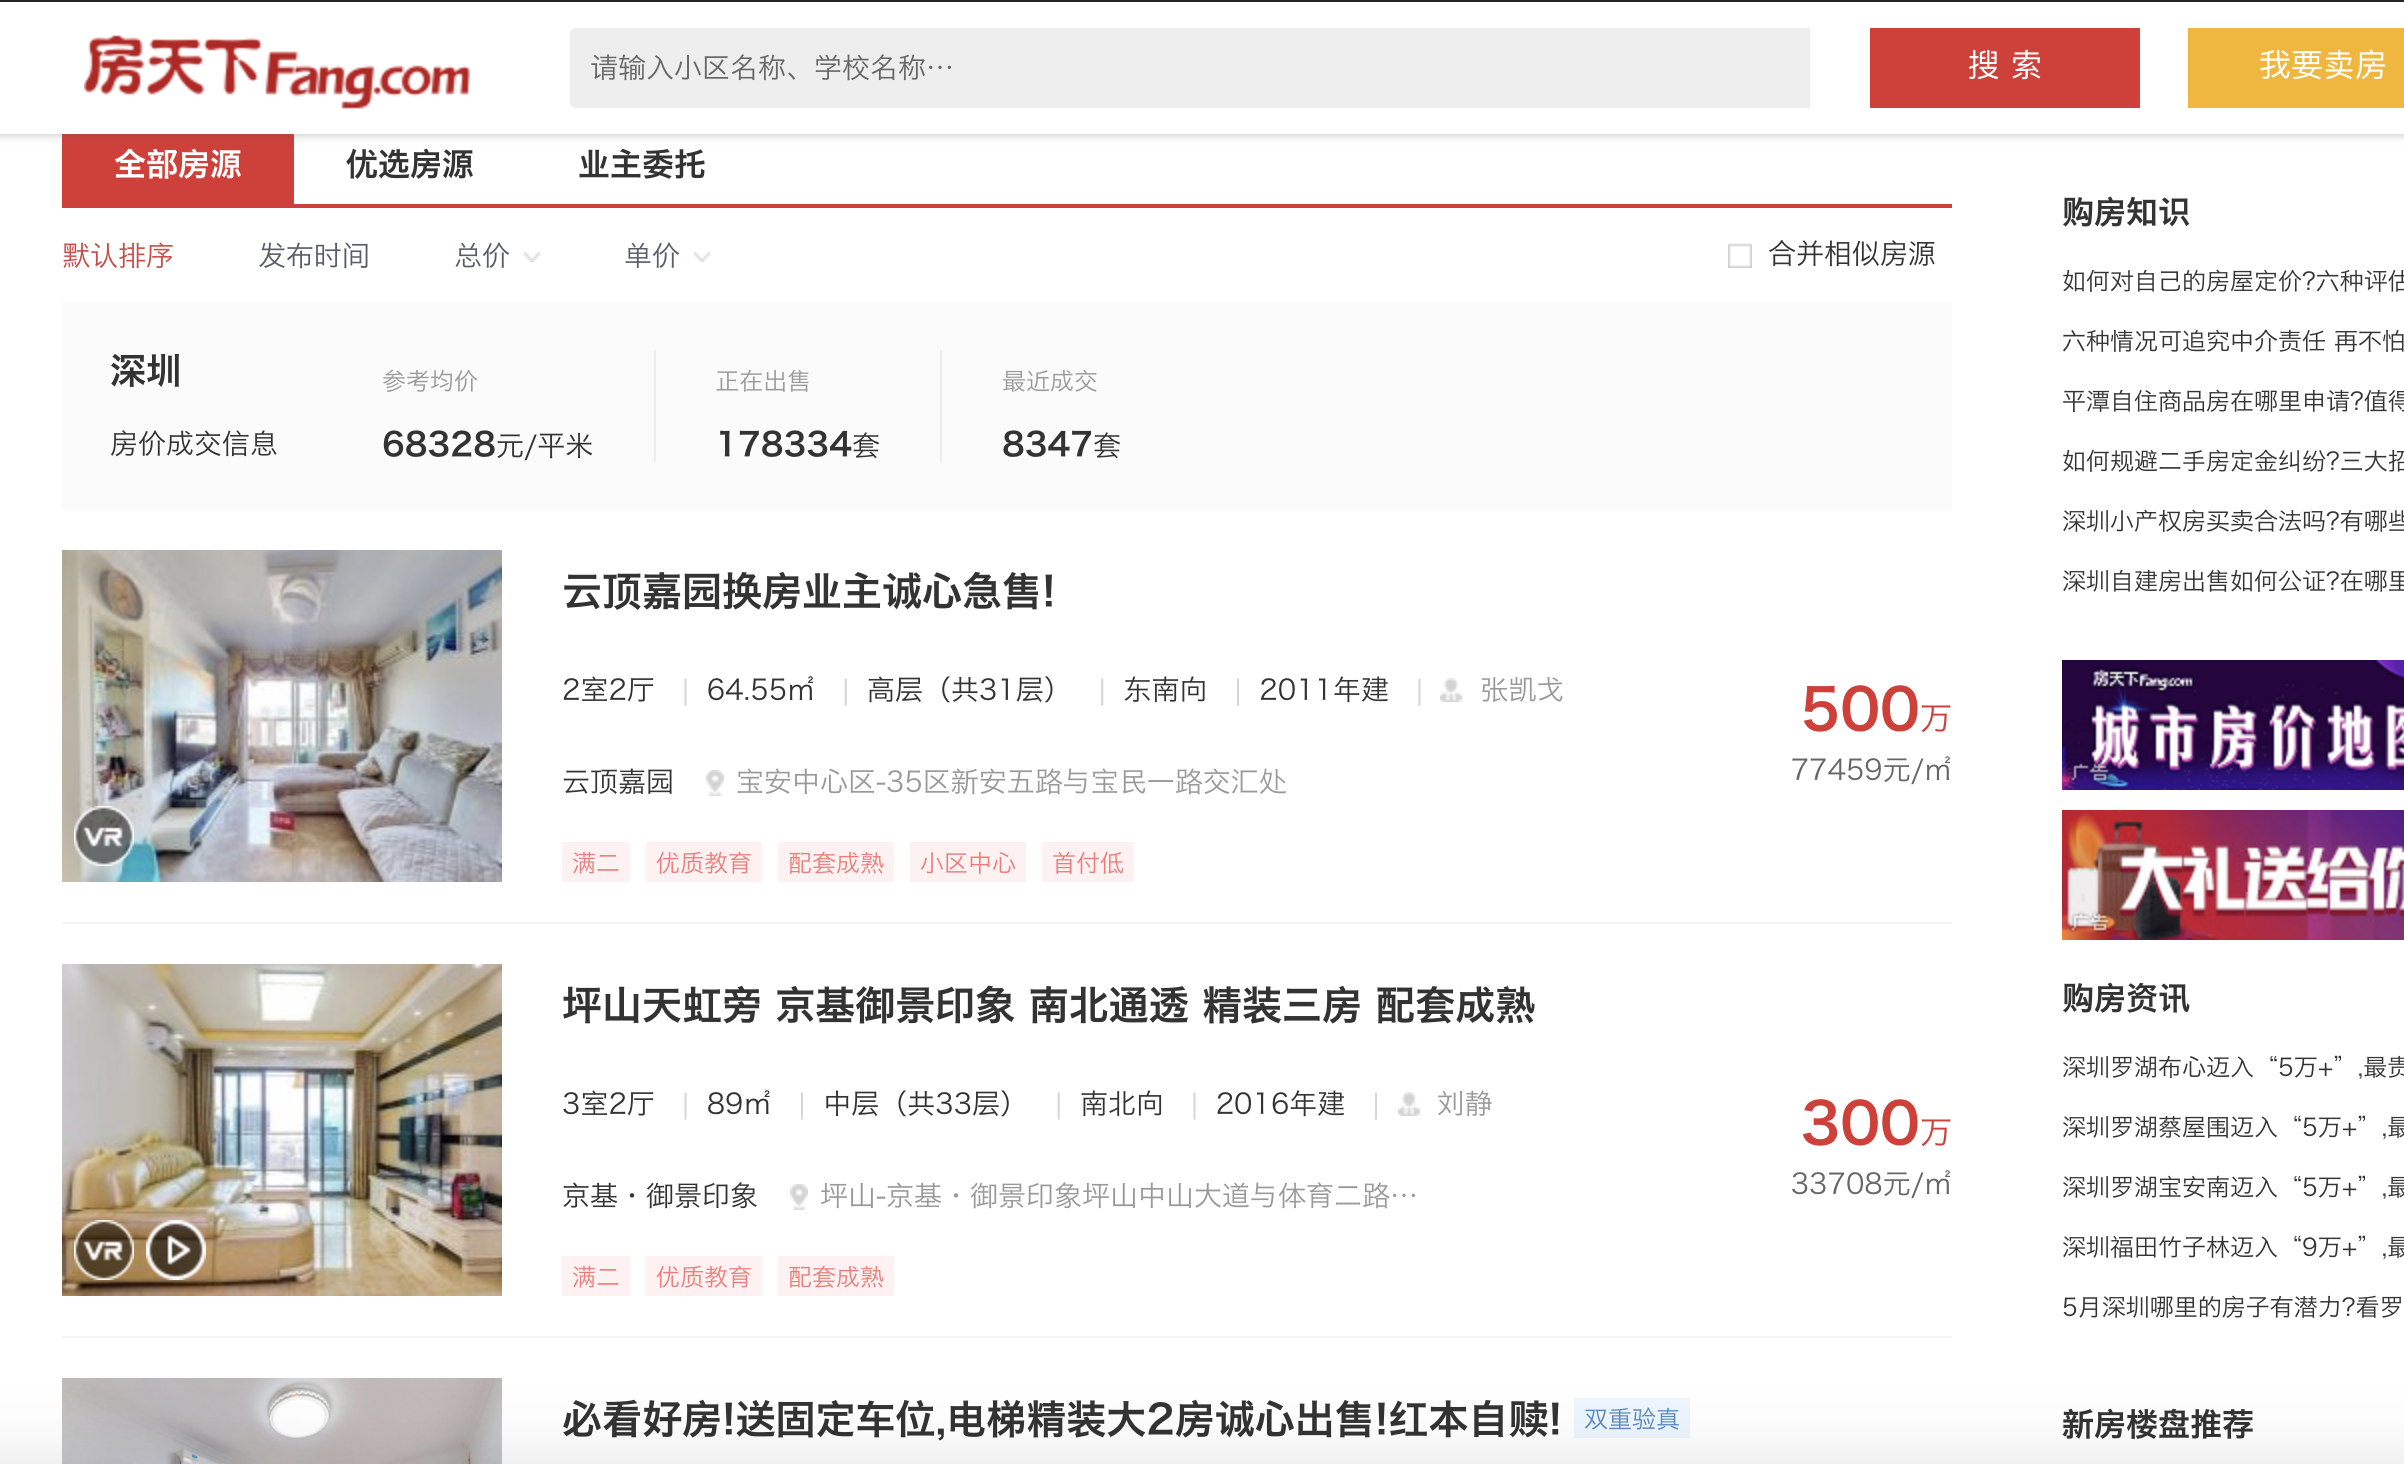 房天下Fang.com
请输入小区名称、学校名称…
搜 索
我要卖房
全部房源 优选房源 业主委托
默认排序 发布时间 总价 单价 合并相似房源
深圳
房价成交信息
参考均价
68328元/平米
正在出售
178334套
最近成交
8347套
云顶嘉园换房业主诚心急售!
2室2厅 | 64.55㎡ | 高层（共31层） | 东南向 | 2011年建 | 张凯戈
云顶嘉园 宝安中心区-35区新安五路与宝民一路交汇处
满二 优质教育 配套成熟 小区中心 首付低
500万
77459元/㎡
VR
坪山天虹旁 京基御景印象 南北通透 精装三房 配套成熟
3室2厅 | 89㎡ | 中层（共33层） | 南北向 | 2016年建 | 刘静
京基·御景印象 坪山-京基·御景印象坪山中山大道与体育二路…
满二 优质教育 配套成熟
300万
33708元/㎡
VR
必看好房!送固定车位,电梯精装大2房诚心出售!红本自赎! 双重验真
购房知识
如何对自己的房屋定价?六种评估
六种情况可追究中介责任 再不怕
平潭自住商品房在哪里申请?值得
如何规避二手房定金纠纷?三大招
深圳小产权房买卖合法吗?有哪些
深圳自建房出售如何公证?在哪里
房天下Fang.com
城市房价地图
广告
大礼送给你
广告
购房资讯
深圳罗湖布心迈入“5万+”,最贵
深圳罗湖蔡屋围迈入“5万+”,最
深圳罗湖宝安南迈入“5万+”,最
深圳福田竹子林迈入“9万+”,最
5月深圳哪里的房子有潜力?看罗
新房楼盘推荐